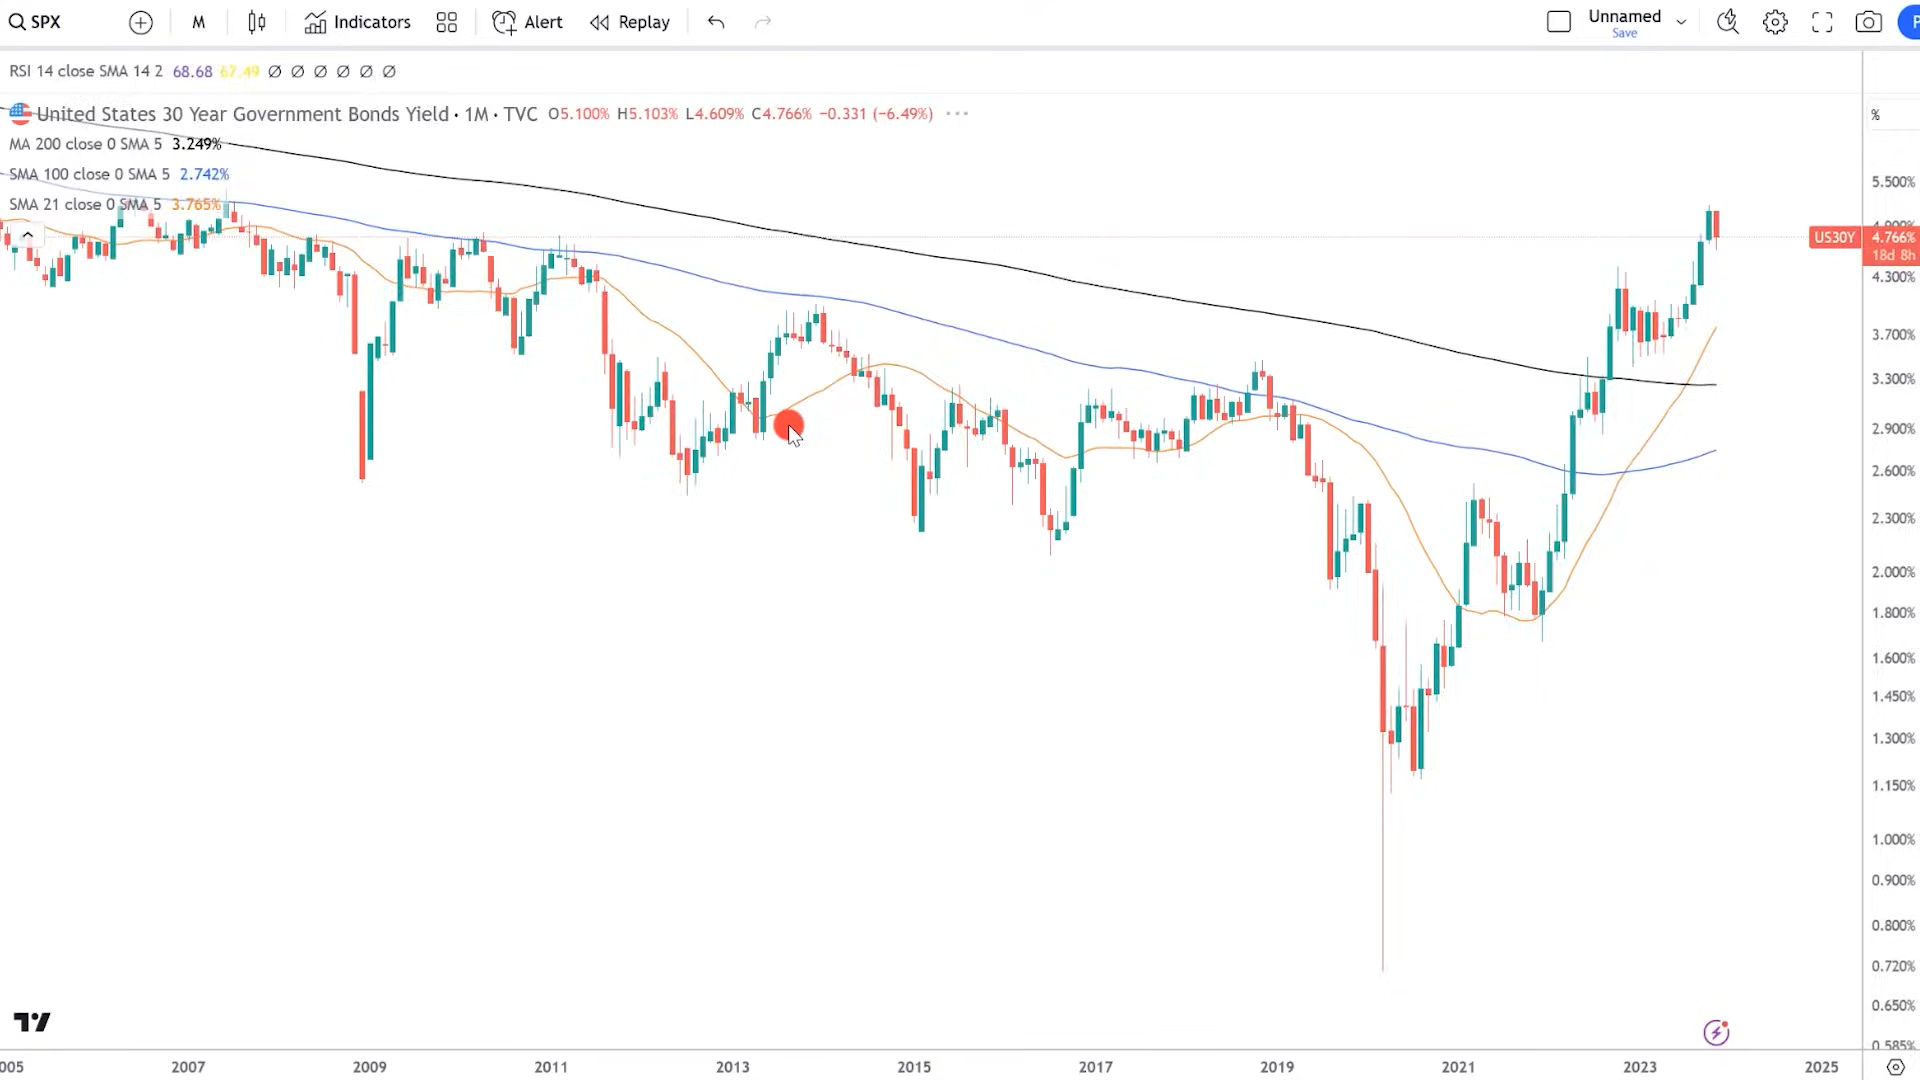 SPX M Indicators Alert Replay Unnamed
Save
RSI 14 close SMA 14 2 68.68 67.49 ∅ ∅ ∅ ∅ ∅ ∅
United States 30 Year Government Bonds Yield · 1M · TVC O5.100% H5.103% L4.609% C4.766% −0.331 (−6.49%)
%
MA 200 close 0 SMA 5 3.249%
SMA 100 close 0 SMA 5 2.742%
5.500%
SMA 21 close 0 SMA 5 3.765%
US30Y 4.766%
18d 8h
4.300%
3.700%
3.300%
2.900%
2.600%
2.300%
2.000%
1.800%
1.600%
1.450%
1.300%
1.150%
1.000%
0.900%
0.800%
0.720%
0.650%
0.585%
005 2007 2009 2011 2013 2015 2017 2019 2021 2023 2025